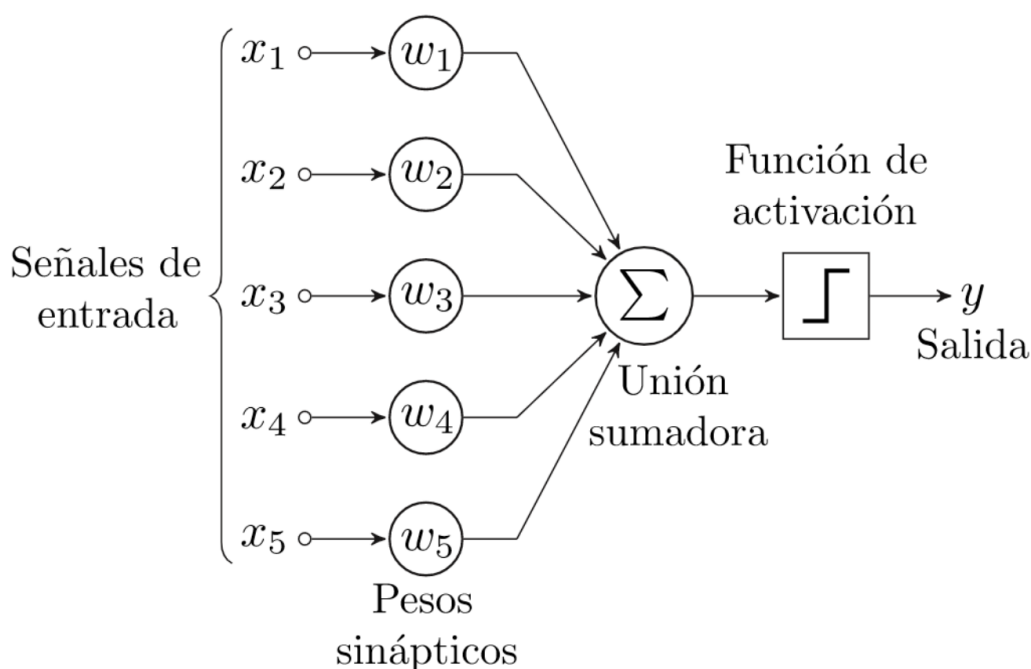 x₁ w₁
x₂ w₂
Función de
activación
Señales de
entrada
x₃ w₃ Σ y
Salida
Unión
sumadora
x₄ w₄
x₅ w₅
Pesos
sinápticos